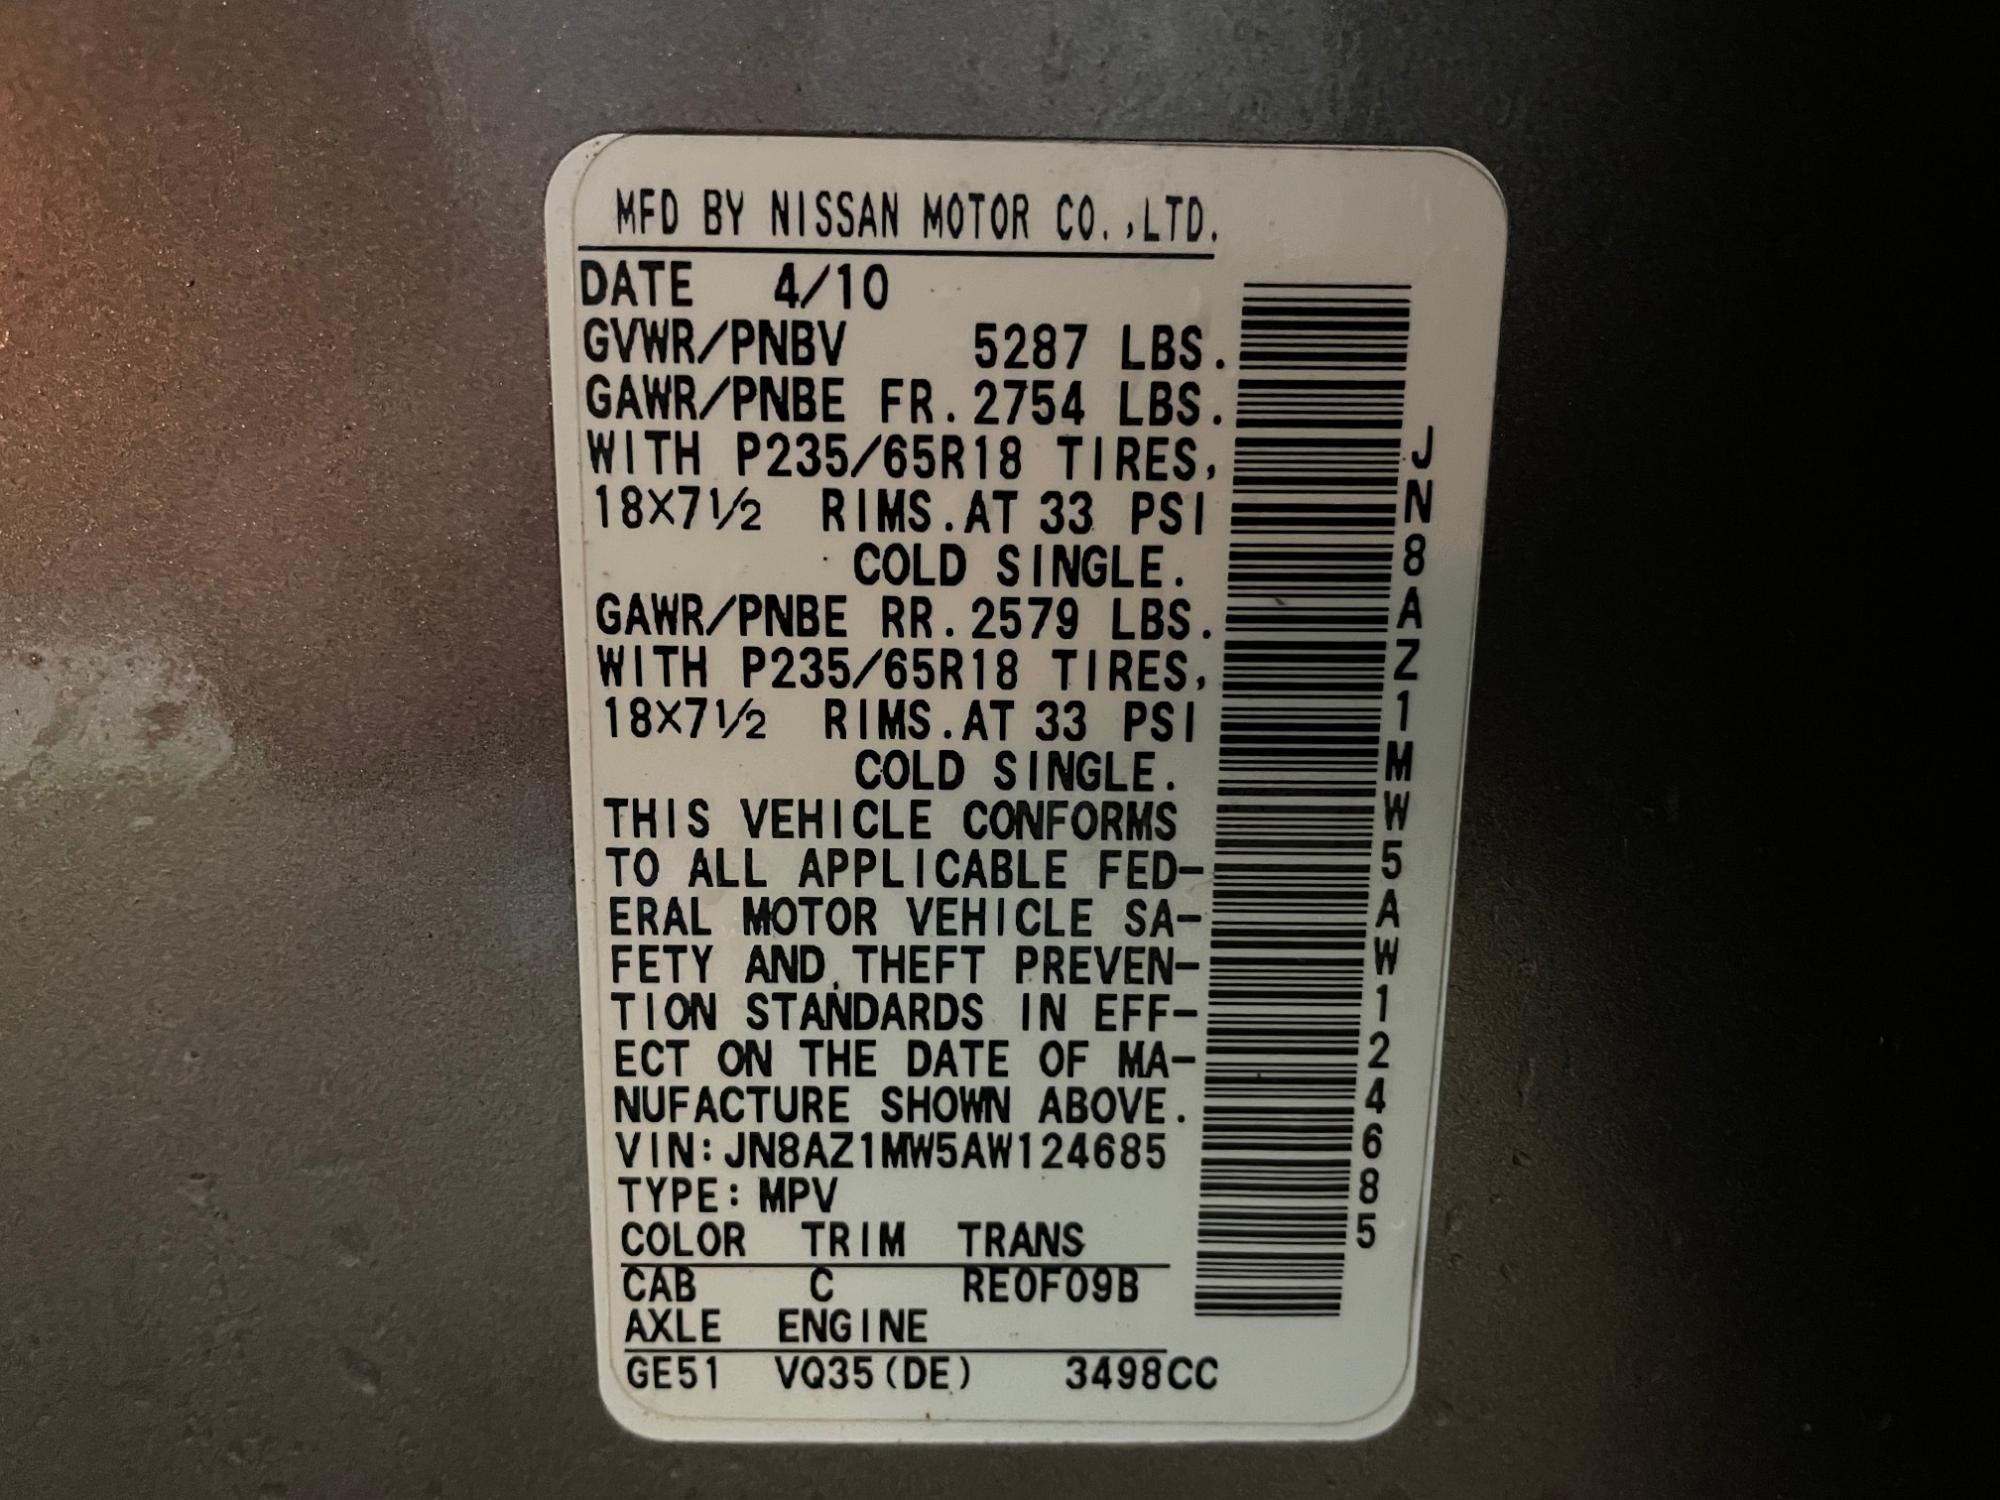 MFD BY NISSAN MOTOR CO.,LTD.
DATE 4/10
GVWR/PNBV 5287 LBS.
GAWR/PNBE FR.2754 LBS.
WITH P235/65R18 TIRES,
18×7½ RIMS.AT 33 PSI
COLD SINGLE.
GAWR/PNBE RR.2579 LBS.
WITH P235/65R18 TIRES,
18×7½ RIMS.AT 33 PSI
COLD SINGLE.
THIS VEHICLE CONFORMS
TO ALL APPLICABLE FED-
ERAL MOTOR VEHICLE SA-
FETY AND THEFT PREVEN-
TION STANDARDS IN EFF-
ECT ON THE DATE OF MA-
NUFACTURE SHOWN ABOVE.
VIN:JN8AZ1MW5AW124685
TYPE:MPV
COLOR TRIM TRANS
CAB C RE0F09B
AXLE ENGINE
GE51 VQ35(DE) 3498CC
JN8AZ1MW5AW124685